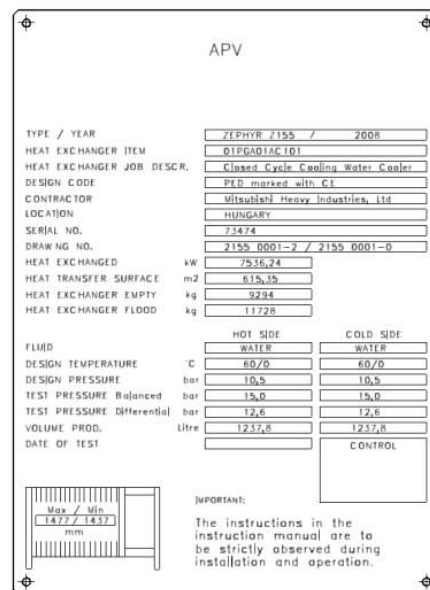 APV
TYPE / YEAR ZEPHYR Z155 / 2008
HEAT EXCHANGER ITEM 01PGA01AC101
HEAT EXCHANGER JOB DESCR. Closed Cycle Cooling Water Cooler
DESIGN CODE PED marked with CE
CONTRACTOR Mitsubishi Heavy Industries, Ltd
LOCATION HUNGARY
SERIAL NO. 73474
DRAWING NO. 2155 0001-2 / 2155 0001-0
HEAT EXCHANGED kW 7536,24
HEAT TRANSFER SURFACE m2 615,35
HEAT EXCHANGER EMPTY kg 9294
HEAT EXCHANGER FLOOD kg 11728
HOT SIDE COLD SIDE
FLUID WATER WATER
DESIGN TEMPERATURE °C 60/0 60/0
DESIGN PRESSURE bar 10,5 10,5
TEST PRESSURE Balanced bar 15,0 15,0
TEST PRESSURE Differential bar 12,6 12,6
VOLUME PROD. Litre 1237,8 1237,8
DATE OF TEST CONTROL
Max / Min
1477 / 1437
mm
IMPORTANT:
The instructions in the
instruction manual are to
be strictly observed during
installation and operation.